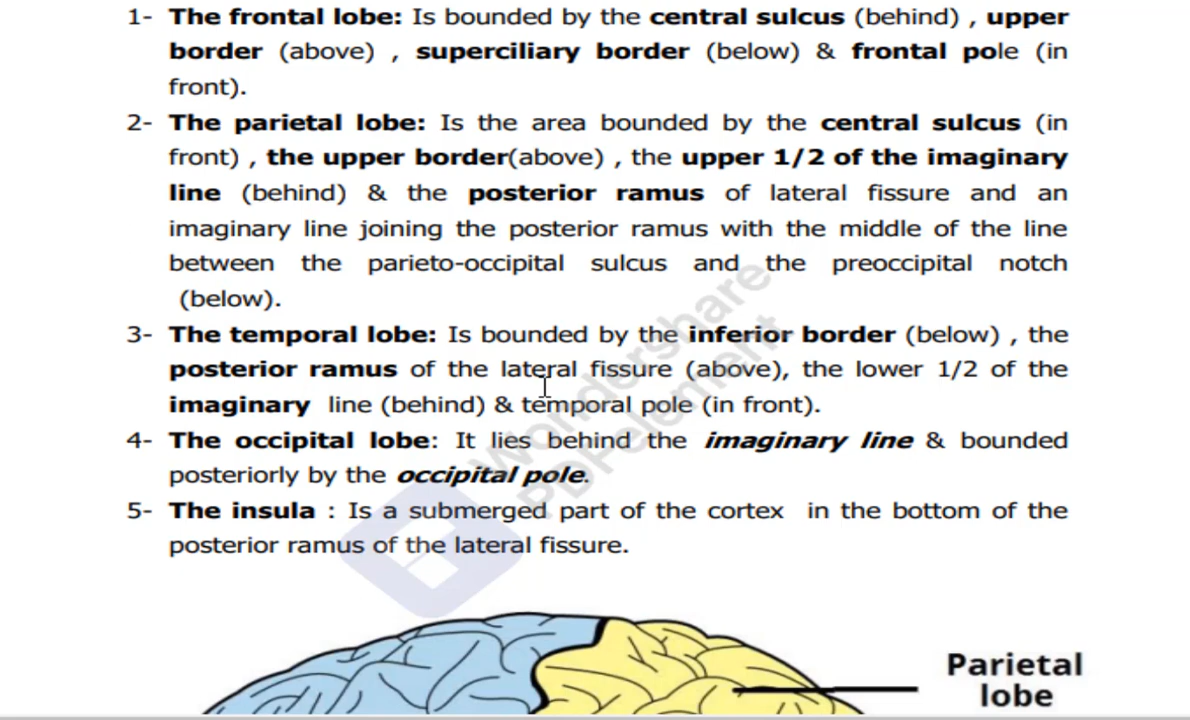 1- The frontal lobe: Is bounded by the central sulcus (behind) , upper
border (above) , superciliary border (below) & frontal pole (in
front).
2- The parietal lobe: Is the area bounded by the central sulcus (in
front) , the upper border(above) , the upper 1/2 of the imaginary
line (behind) & the posterior ramus of lateral fissure and an
imaginary line joining the posterior ramus with the middle of the line
between the parieto-occipital sulcus and the preoccipital notch
(below).
3- The temporal lobe: Is bounded by the inferior border (below) , the
posterior ramus of the lateral fissure (above), the lower 1/2 of the
imaginary line (behind) & temporal pole (in front).
4- The occipital lobe: It lies behind the imaginary line & bounded
posteriorly by the occipital pole.
5- The insula : Is a submerged part of the cortex in the bottom of the
posterior ramus of the lateral fissure.
Wondershare
PDFelement
Parietal
lobe